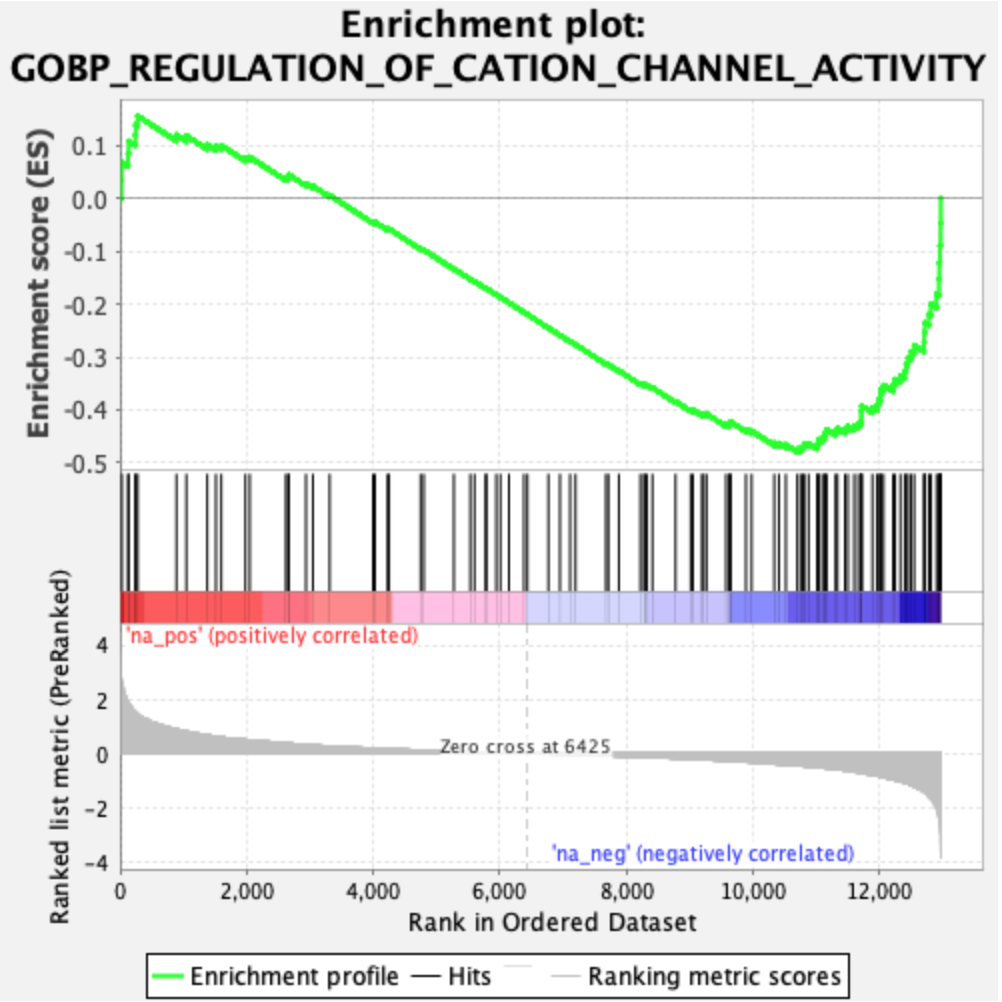 Enrichment plot:
GOBP_REGULATION_OF_CATION_CHANNEL_ACTIVITY
Enrichment score (ES)
0.1
0.0
-0.1
-0.2
-0.3
-0.4
-0.5
'na_pos' (positively correlated)
Ranked list metric (PreRanked)
4
2
0
-2
-4
Zero cross at 6425
'na_neg' (negatively correlated)
0 2,000 4,000 6,000 8,000 10,000 12,000
Rank in Ordered Dataset
Enrichment profile Hits Ranking metric scores